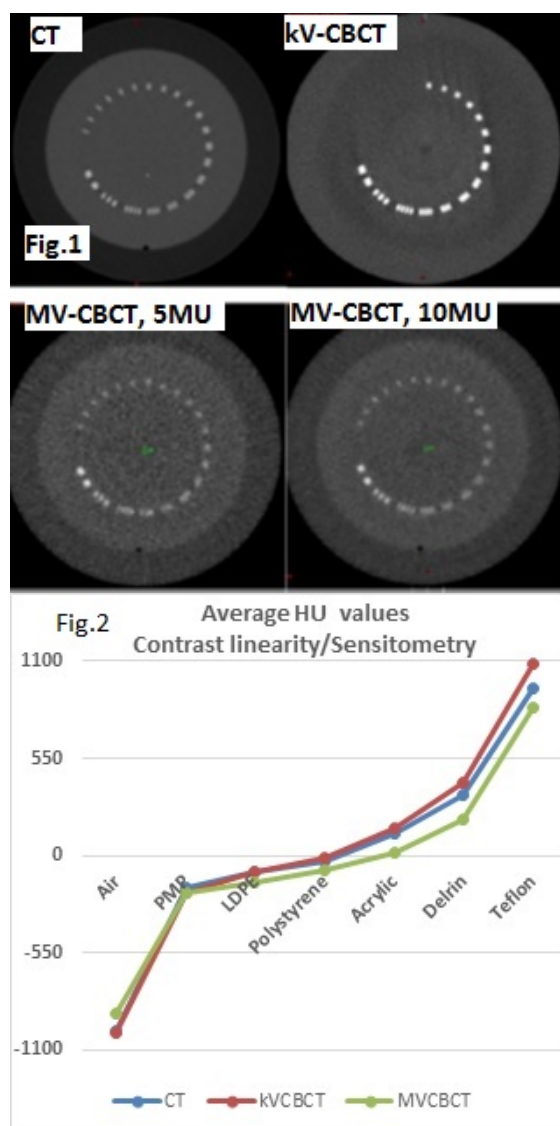 CT
kV-CBCT
Fig.1
MV-CBCT, 5MU
MV-CBCT, 10MU
Fig.2
Average HU values
Contrast linearity/Sensitometry
1100
550
0
-550
-1100
Air
PMP
LDPE
Polystyrene
Acrylic
Delrin
Teflon
CT
kVCBCT
MVCBCT